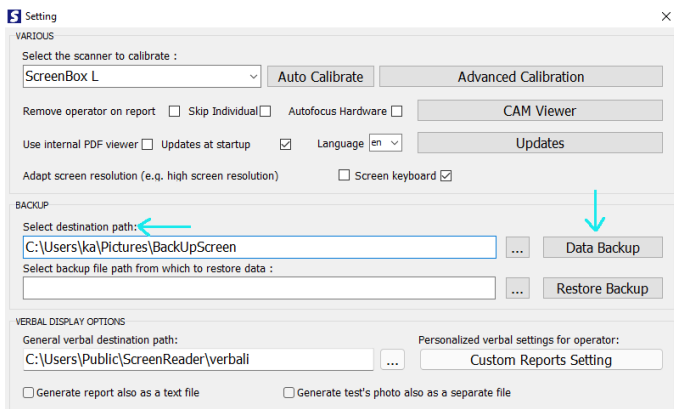 Setting
VARIOUS
Select the scanner to calibrate :
ScreenBox L
Auto Calibrate
Advanced Calibration
Remove operator on report
Skip Individual
Autofocus Hardware
CAM Viewer
Use internal PDF viewer
Updates at startup
Language
en
Updates
Adapt screen resolution (e.g. high screen resolution)
Screen keyboard
BACKUP
Select destination path:
C:\Users\ka\Pictures\BackUpScreen
...
Data Backup
Select backup file path from which to restore data :
...
Restore Backup
VERBAL DISPLAY OPTIONS
General verbal destination path:
Personalized verbal settings for operator:
C:\Users\Public\ScreenReader\verbali
...
Custom Reports Setting
Generate report also as a text file
Generate test's photo also as a separate file